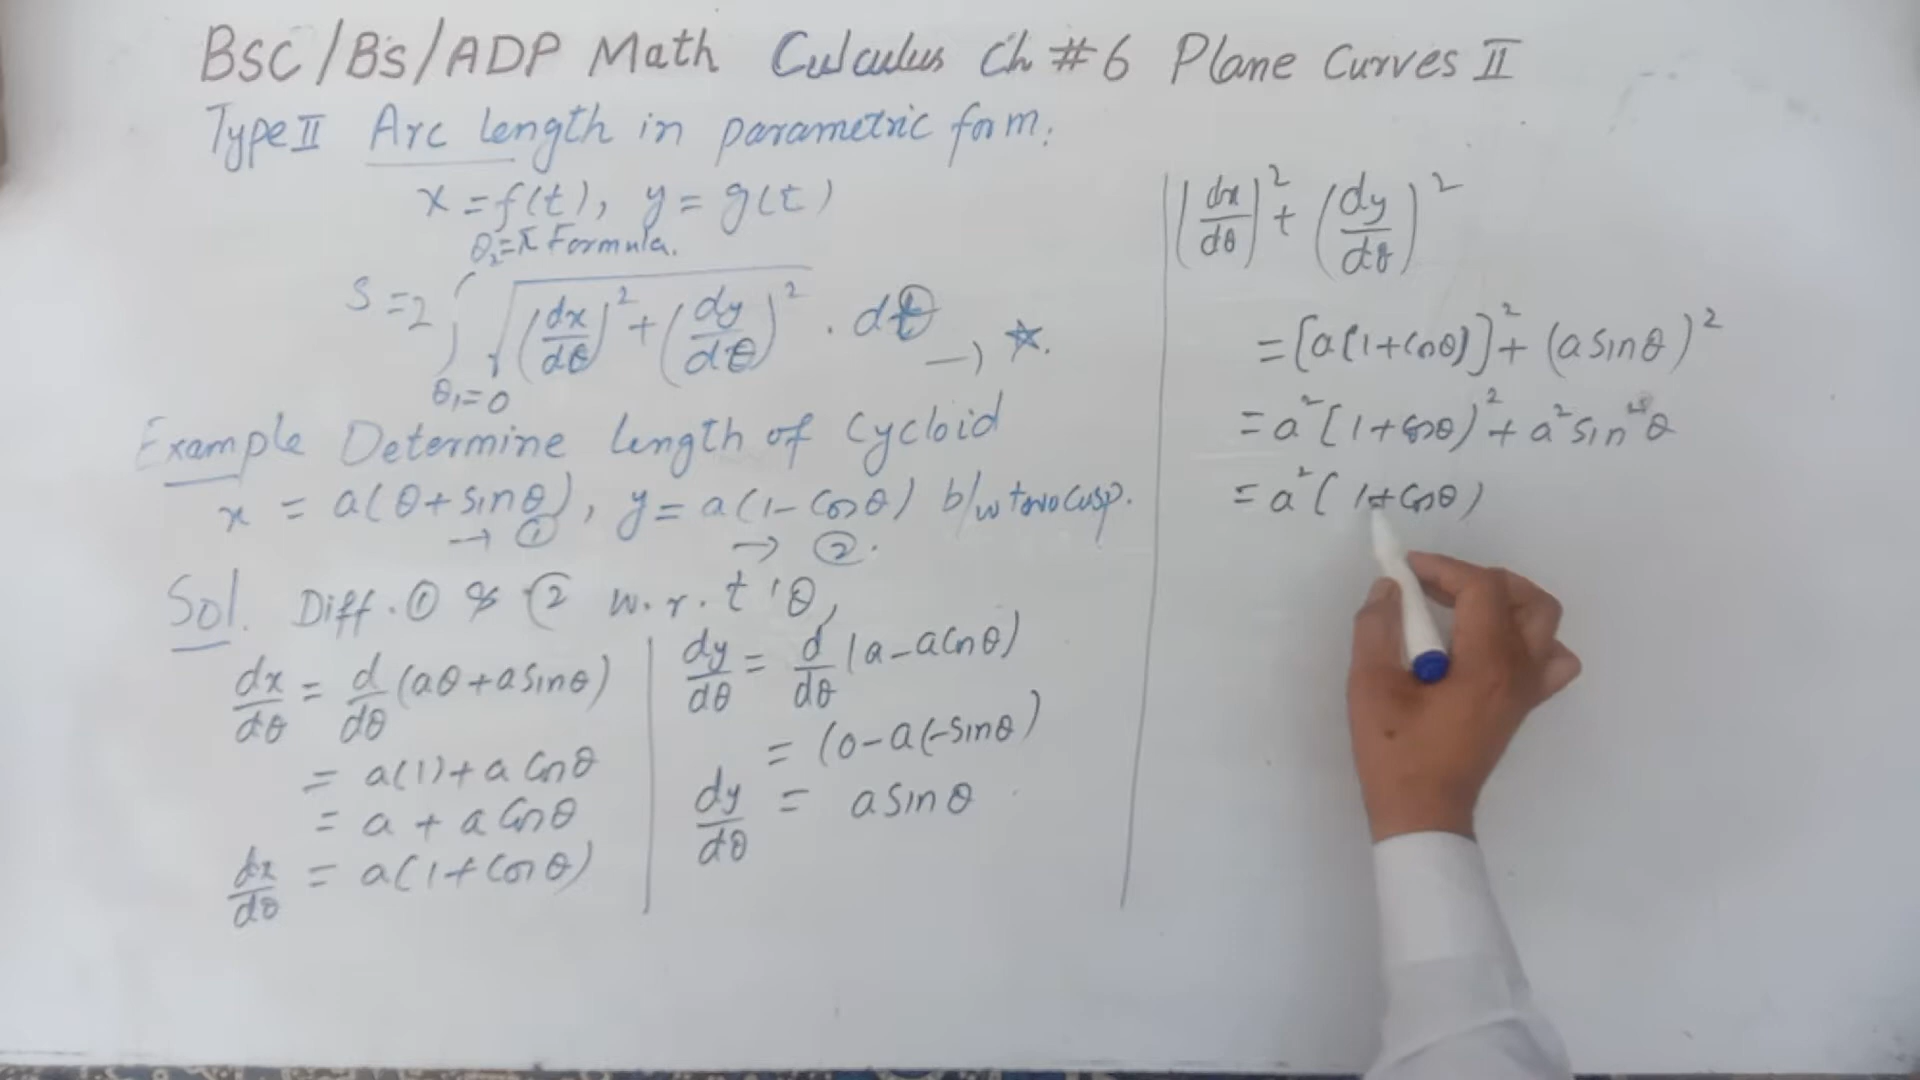 BSC/BS/ADP Math Calculus Ch #6 Plane Curves II
Type II Arc length in parametric form.
x = f(t), y = g(t)
θ₂=π Formula.
S = 2 ∫ √((dx/dθ)² + (dy/dθ)²) . dθ → ☆.
θ₁=0
Example Determine length of Cycloid
x = a(θ + sinθ), y = a(1 - Cosθ) b/w two Cusp.
→ ① → ②.
Sol. Diff. ① & ② w.r.t 'θ,
dx/dθ = d/dθ (aθ + a sinθ)
= a(1) + a Cosθ
= a + a Cosθ
dx/dθ = a(1 + Cosθ)
dy/dθ = d/dθ (a - a Cosθ)
= (0 - a(-sinθ)
dy/dθ = a sinθ
(dx/dθ)² + (dy/dθ)²
= [a(1+Cosθ)]² + (a sinθ)²
= a² [1+Cosθ)² + a² sin²θ
= a² ( 1+Cosθ)